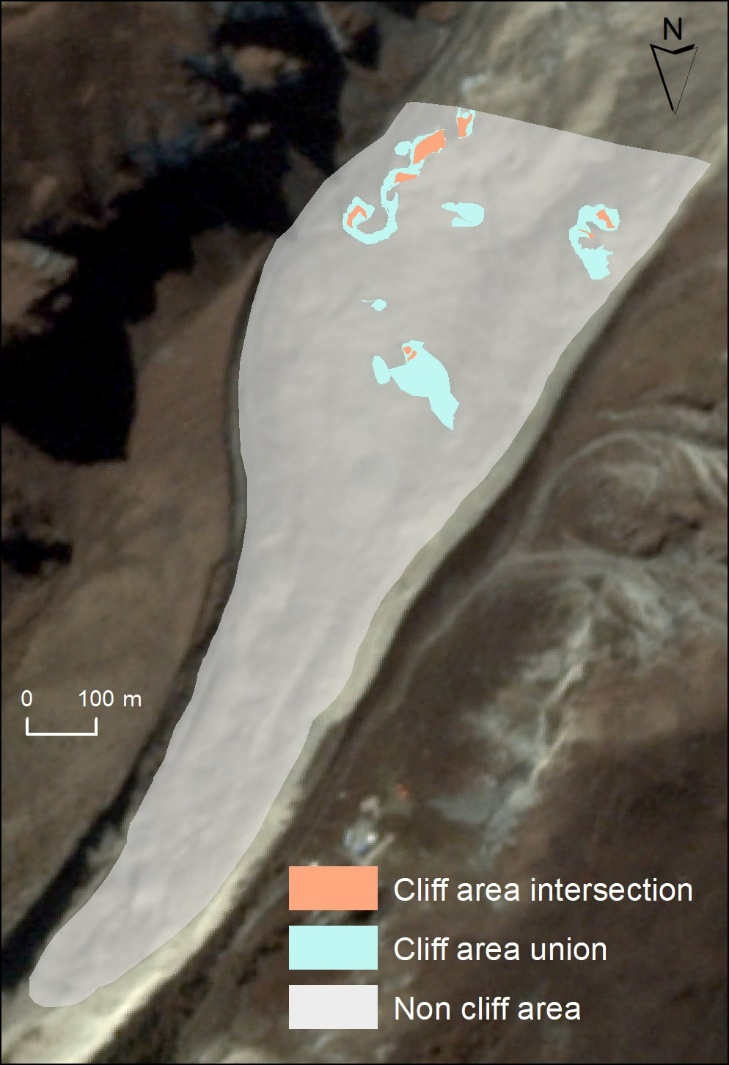 N
0 100 m
Cliff area intersection
Cliff area union
Non cliff area